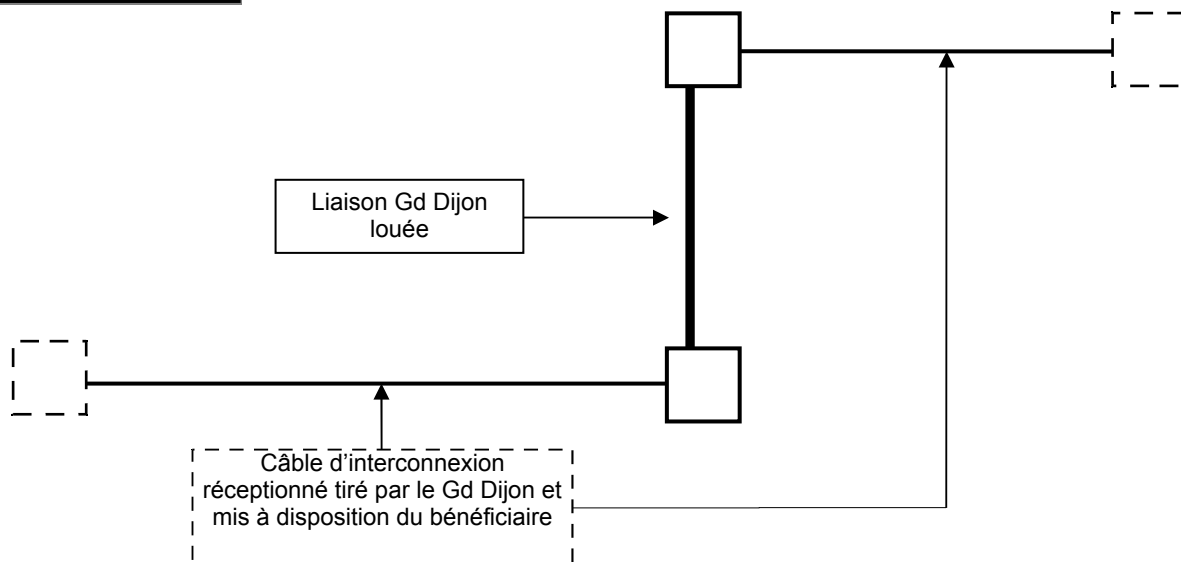 Liaison Gd Dijon
louée
Câble d’interconnexion
réceptionné tiré par le Gd Dijon et
mis à disposition du bénéficiaire